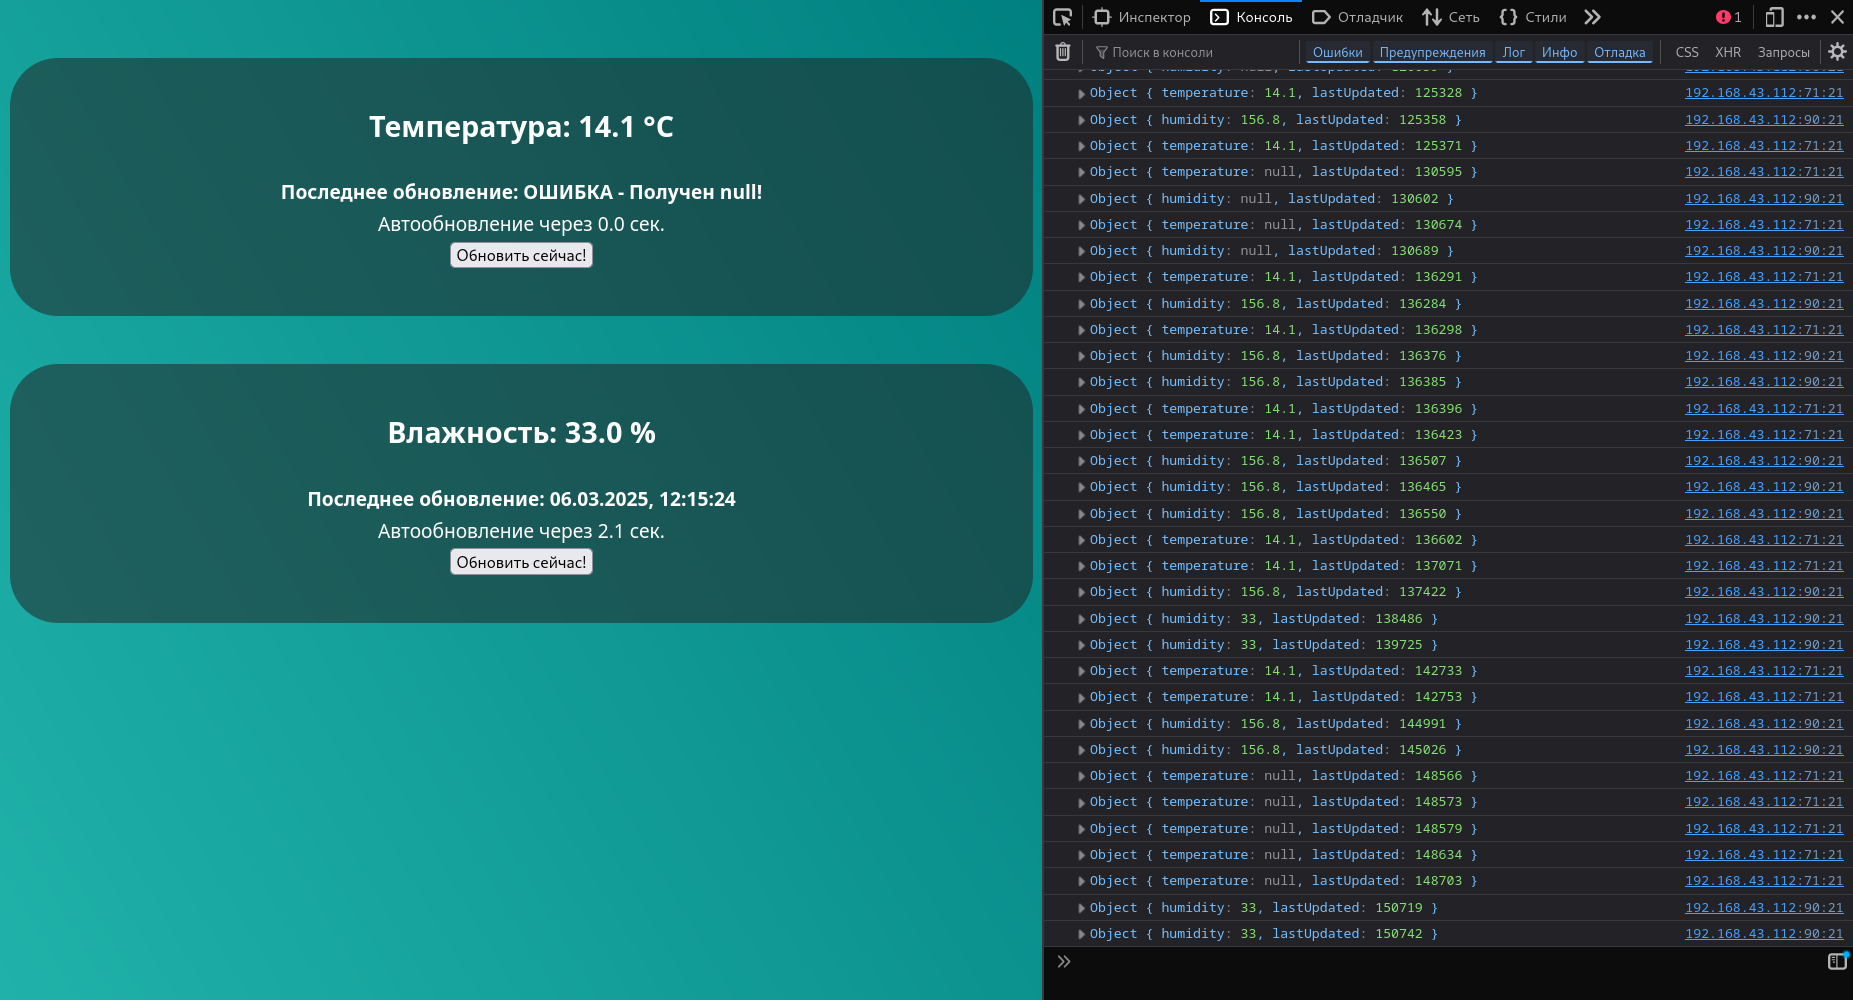 Температура: 14.1 °C
Последнее обновление: ОШИБКА - Получен null!
Автообновление через 0.0 сек.
Обновить сейчас!
Влажность: 33.0 %
Последнее обновление: 06.03.2025, 12:15:24
Автообновление через 2.1 сек.
Обновить сейчас!
Инспектор Консоль Отладчик Сеть Стили 1
Поиск в консоли Ошибки Предупреждения Лог Инфо Отладка CSS XHR Запросы
Object { temperature: 14.1, lastUpdated: 125328 } 192.168.43.112:71:21
Object { humidity: 156.8, lastUpdated: 125358 } 192.168.43.112:90:21
Object { temperature: 14.1, lastUpdated: 125371 } 192.168.43.112:71:21
Object { temperature: null, lastUpdated: 130595 } 192.168.43.112:71:21
Object { humidity: null, lastUpdated: 130602 } 192.168.43.112:90:21
Object { temperature: null, lastUpdated: 130674 } 192.168.43.112:71:21
Object { humidity: null, lastUpdated: 130689 } 192.168.43.112:90:21
Object { temperature: 14.1, lastUpdated: 136291 } 192.168.43.112:71:21
Object { humidity: 156.8, lastUpdated: 136284 } 192.168.43.112:90:21
Object { temperature: 14.1, lastUpdated: 136298 } 192.168.43.112:71:21
Object { humidity: 156.8, lastUpdated: 136376 } 192.168.43.112:90:21
Object { humidity: 156.8, lastUpdated: 136385 } 192.168.43.112:90:21
Object { temperature: 14.1, lastUpdated: 136396 } 192.168.43.112:71:21
Object { temperature: 14.1, lastUpdated: 136423 } 192.168.43.112:71:21
Object { humidity: 156.8, lastUpdated: 136507 } 192.168.43.112:90:21
Object { humidity: 156.8, lastUpdated: 136465 } 192.168.43.112:90:21
Object { humidity: 156.8, lastUpdated: 136550 } 192.168.43.112:90:21
Object { temperature: 14.1, lastUpdated: 136602 } 192.168.43.112:71:21
Object { temperature: 14.1, lastUpdated: 137071 } 192.168.43.112:71:21
Object { humidity: 156.8, lastUpdated: 137422 } 192.168.43.112:90:21
Object { humidity: 33, lastUpdated: 138486 } 192.168.43.112:90:21
Object { humidity: 33, lastUpdated: 139725 } 192.168.43.112:90:21
Object { temperature: 14.1, lastUpdated: 142733 } 192.168.43.112:71:21
Object { temperature: 14.1, lastUpdated: 142753 } 192.168.43.112:71:21
Object { humidity: 156.8, lastUpdated: 144991 } 192.168.43.112:90:21
Object { humidity: 156.8, lastUpdated: 145026 } 192.168.43.112:90:21
Object { temperature: null, lastUpdated: 148566 } 192.168.43.112:71:21
Object { temperature: null, lastUpdated: 148573 } 192.168.43.112:71:21
Object { temperature: null, lastUpdated: 148579 } 192.168.43.112:71:21
Object { temperature: null, lastUpdated: 148634 } 192.168.43.112:71:21
Object { temperature: null, lastUpdated: 148703 } 192.168.43.112:71:21
Object { humidity: 33, lastUpdated: 150719 } 192.168.43.112:90:21
Object { humidity: 33, lastUpdated: 150742 } 192.168.43.112:90:21